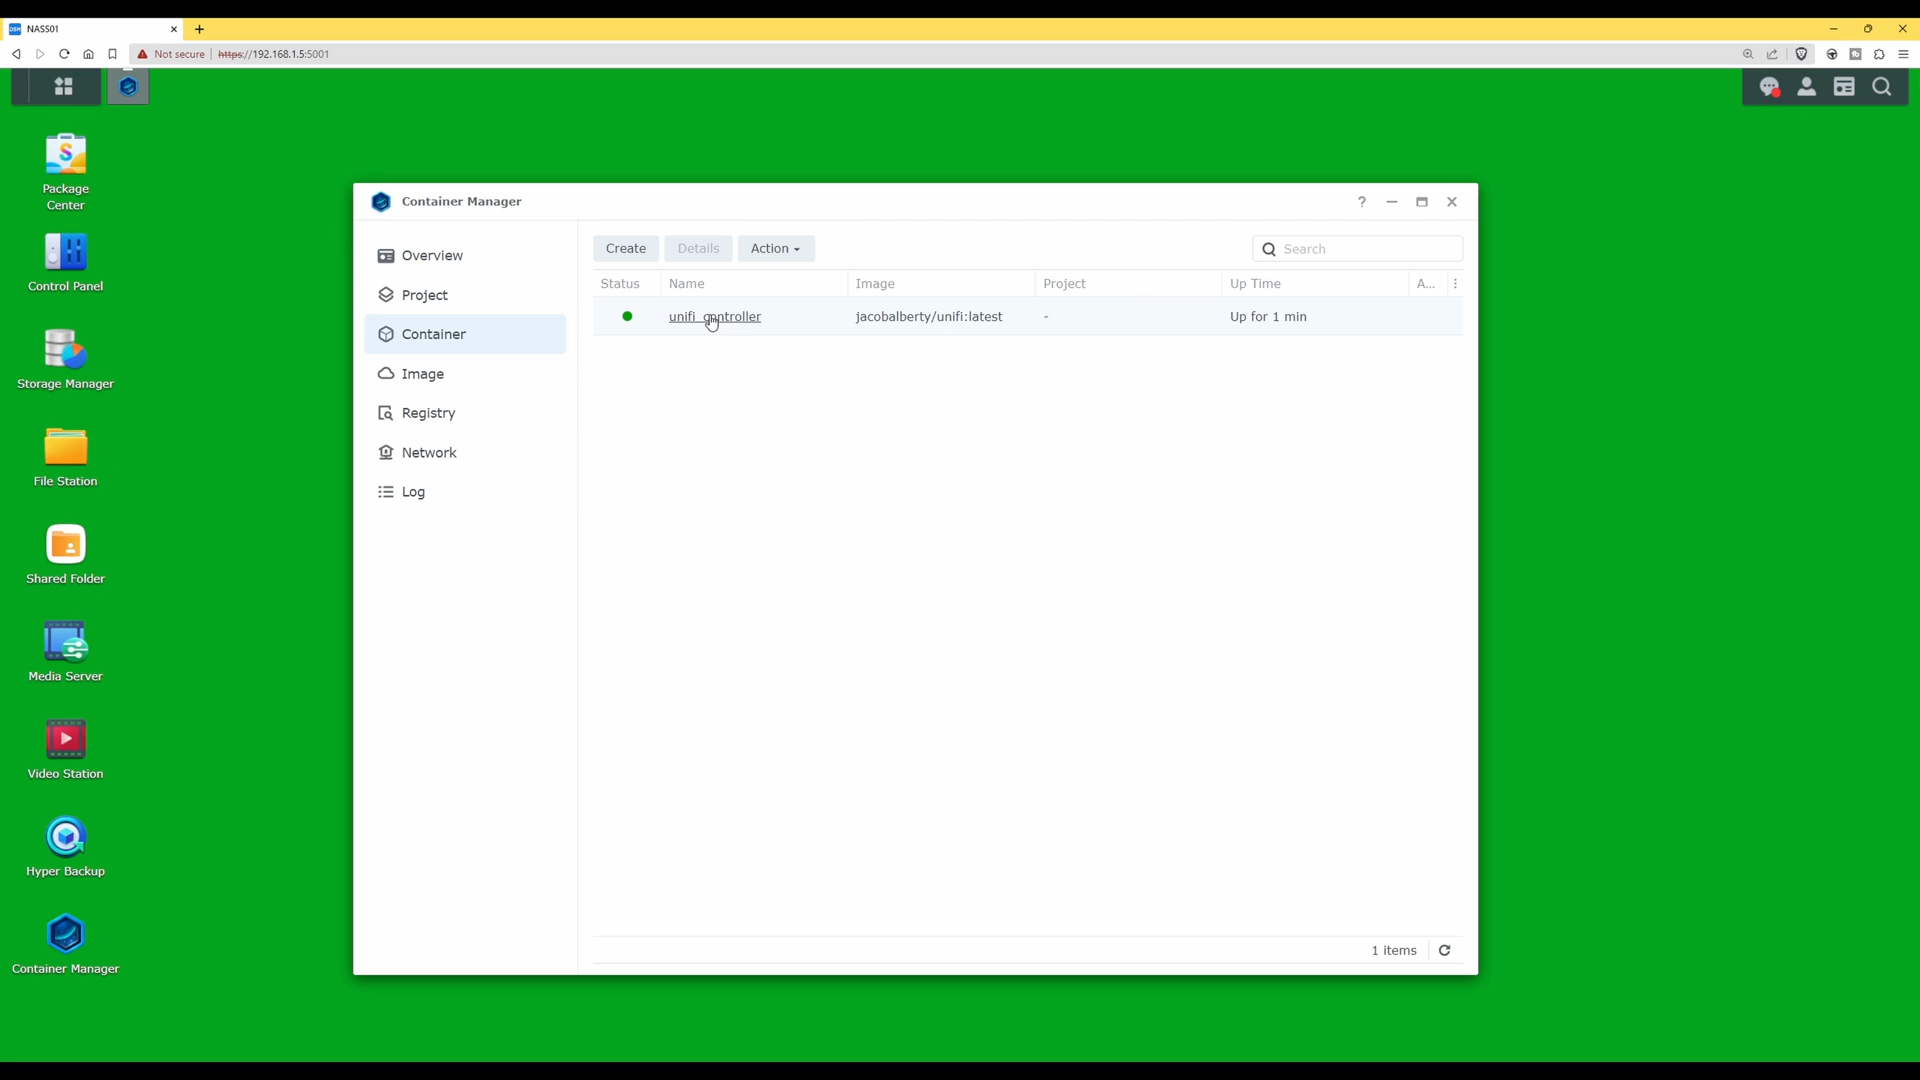 NASS01
Not secure
https://192.168.1.5:5001
Package
Center
Control Panel
Storage Manager
File Station
Shared Folder
Media Server
Video Station
Hyper Backup
Container Manager
Container Manager
?
Overview
Project
Container
Image
Registry
Network
Log
Create
Details
Action
Search
Status
Name
Image
Project
Up Time
A...
unifi_controller
jacobalberty/unifi:latest
-
Up for 1 min
1 items